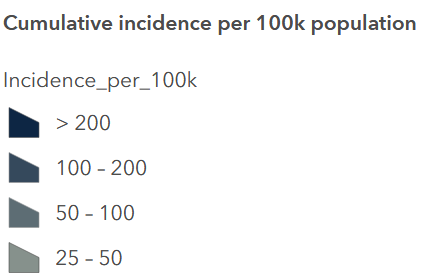 Cumulative incidence per 100k population
Incidence_per_100k
> 200
100 – 200
50 – 100
25 – 50